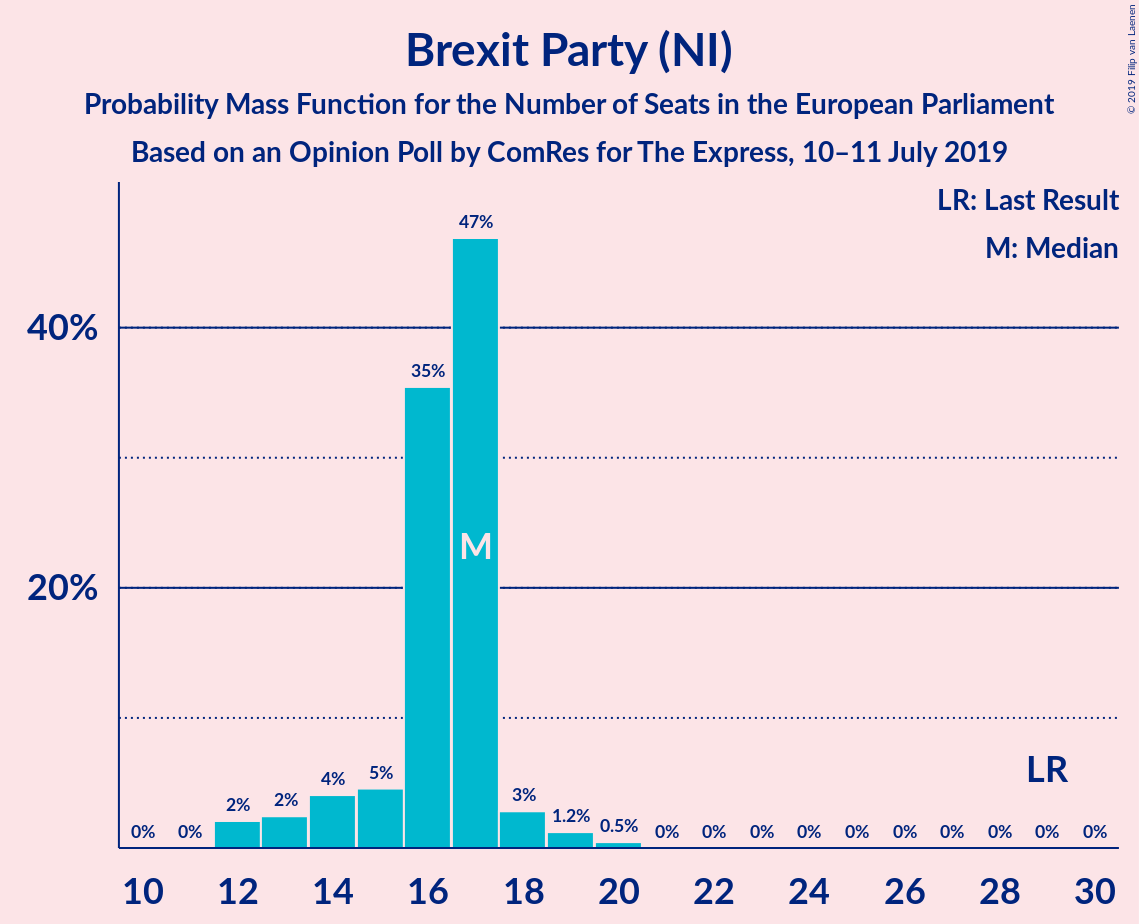 Brexit Party (NI)
Probability Mass Function for the Number of Seats in the European Parliament
Based on an Opinion Poll by ComRes for The Express, 10–11 July 2019
© 2019 Filip van Laenen
LR: Last Result
M: Median
40%
20%
0% 0% 2% 2% 4% 5% 35% 47% 3% 1.2% 0.5% 0% 0% 0% 0% 0% 0% 0% 0% 0% 0%
M
LR
10 12 14 16 18 20 22 24 26 28 30